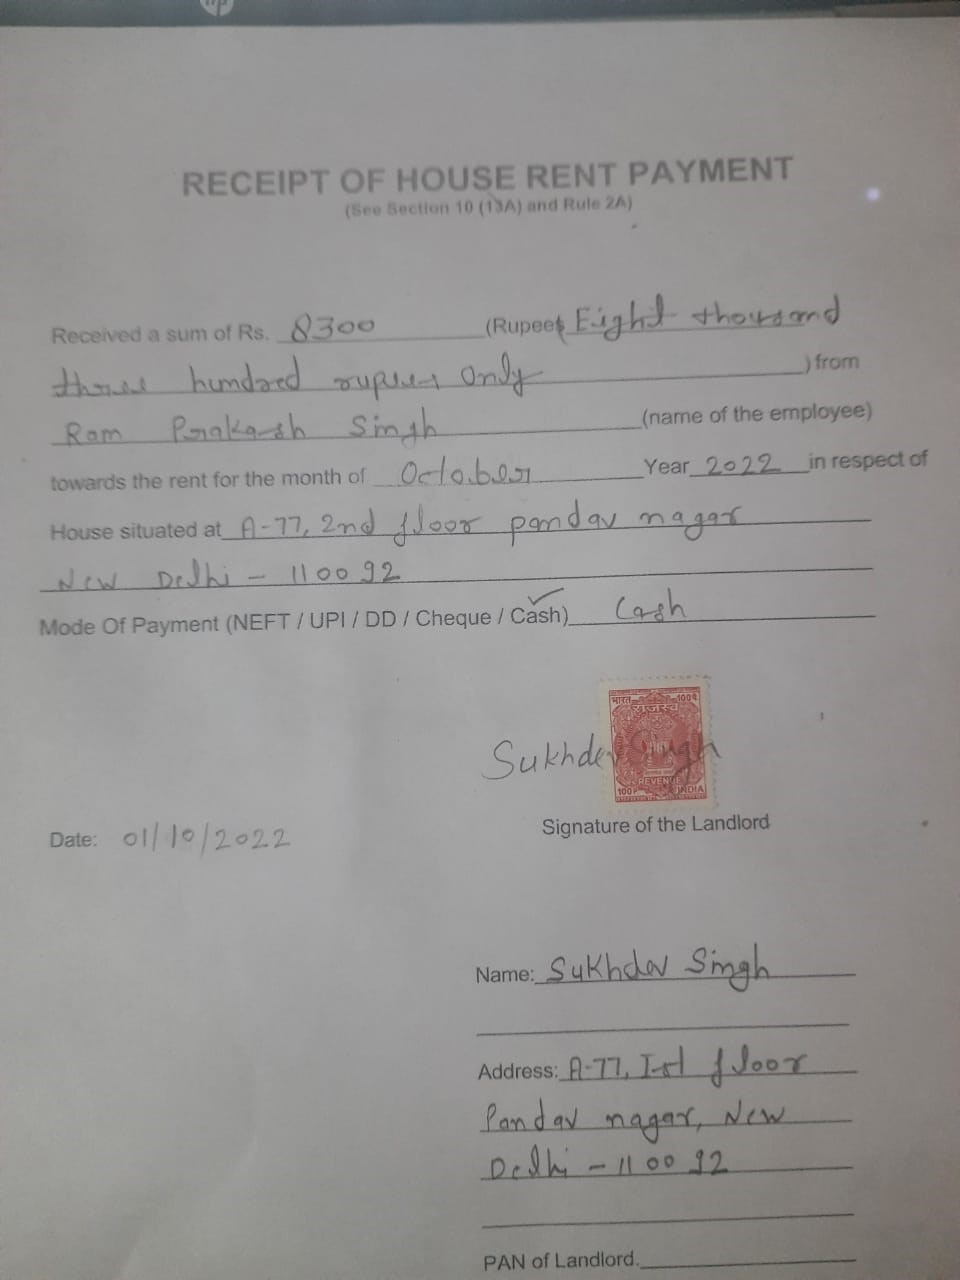 hp
RECEIPT OF HOUSE RENT PAYMENT
(See Section 10 (13A) and Rule 2A)
Received a sum of Rs. 8300 (Rupees Eight thousand
three hundred rupees only ) from
Ram Prakash Singh (name of the employee)
towards the rent for the month of October Year 2022 in respect of
House situated at A-77, 2nd floor pandav nagar
New Delhi - 110092
Mode Of Payment (NEFT / UPI / DD / Cheque / Cash) Cash
भारत 100P
राजस्व
Sukhdev Singh
REVENUE
100P INDIA
Signature of the Landlord
Date: 01/10/2022
Name: Sukhdev Singh
Address: A-77, Ist floor
Pandav nagar, New
Delhi - 110092
PAN of Landlord.